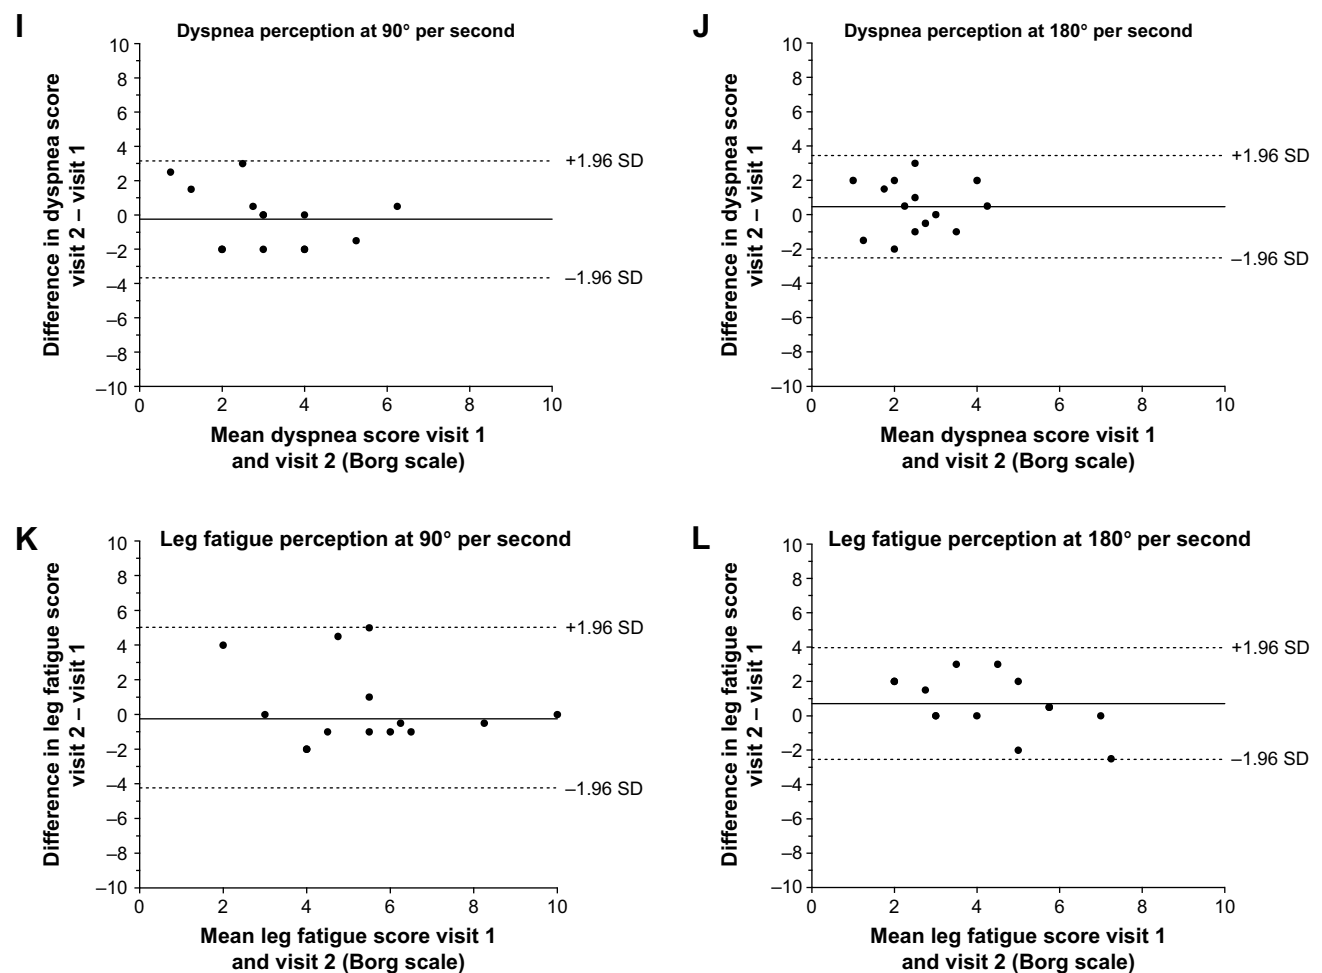 I
Dyspnea perception at 90° per second
Difference in dyspnea score
visit 2 – visit 1
10
8
6
4
2
0
–2
–4
–6
–8
–10
+1.96 SD
–1.96 SD
0 2 4 6 8 10
Mean dyspnea score visit 1
and visit 2 (Borg scale)
J
Dyspnea perception at 180° per second
Difference in dyspnea score
visit 2 – visit 1
10
8
6
4
2
0
–2
–4
–6
–8
–10
+1.96 SD
–1.96 SD
0 2 4 6 8 10
Mean dyspnea score visit 1
and visit 2 (Borg scale)
K
Leg fatigue perception at 90° per second
Difference in leg fatigue score
visit 2 – visit 1
10
8
6
4
2
0
–2
–4
–6
–8
–10
+1.96 SD
–1.96 SD
0 2 4 6 8 10
Mean leg fatigue score visit 1
and visit 2 (Borg scale)
L
Leg fatigue perception at 180° per second
Difference in leg fatigue score
visit 2 – visit 1
10
8
6
4
2
0
–2
–4
–6
–8
–10
+1.96 SD
–1.96 SD
0 2 4 6 8 10
Mean leg fatigue score visit 1
and visit 2 (Borg scale)